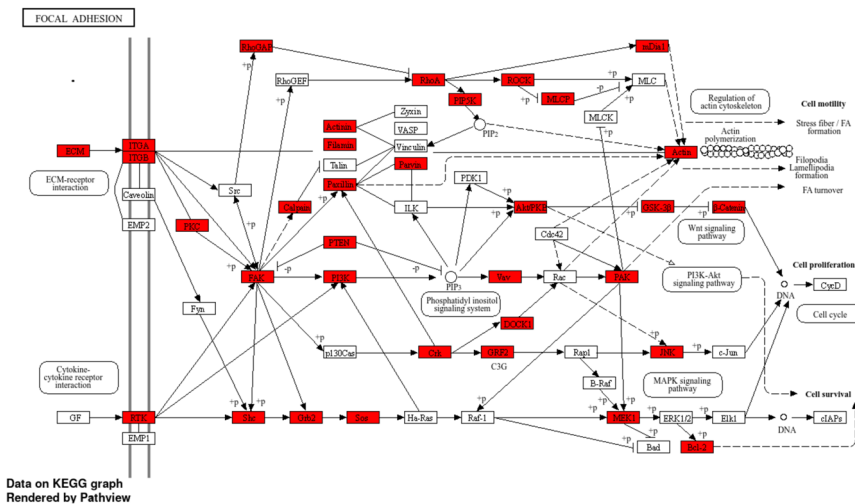 FOCAL ADHESION
RhoGAP
mDia1
RhoGEF
RhoA
ROCK
MLC
PIP5K
MLCP
MLCK
Regulation of
actin cytoskeleton
Cell motility
Stress fiber / FA
formation
Actinin
Zyxin
VASP
PIP2
Actin
polymerization
Filamin
Vinculin
ECM
ITGA
ITGB
Talin
Parvin
Actin
Filopodia
Lamellipodia
formation
ECM-receptor
interaction
Src
Paxillin
PDK1
FA turnover
Caveolin
Calpain
ILK
Akt/PKB
GSK-3β
β-Catenin
EMP2
PKC
Cdc42
Wnt signaling
pathway
PTEN
FAK
PI3K
PIP3
Vav
Rac
PAK
PI3K-Akt
signaling pathway
Cell proliferation
DNA
CycD
Phosphatidyl inositol
signaling system
Fyn
DOCK1
Cell cycle
p130Cas
Crk
GRF2
C3G
Rap1
JNK
c-Jun
Cytokine-
cytokine receptor
interaction
B-Raf
MAPK signaling
pathway
Cell survival
GF
RTK
Shc
Grb2
Sos
Ha-Ras
Raf-1
MEK1
ERK1/2
Elk1
DNA
cIAPs
EMP1
Bad
Bcl-2
+p
+p
+p
-p
+p
+p
+p
+p
+p
+p
-p
-p
+p
+p
+p
+p
+p
+p
+p
+p
+p
+p
+p
Data on KEGG graph
Rendered by Pathview